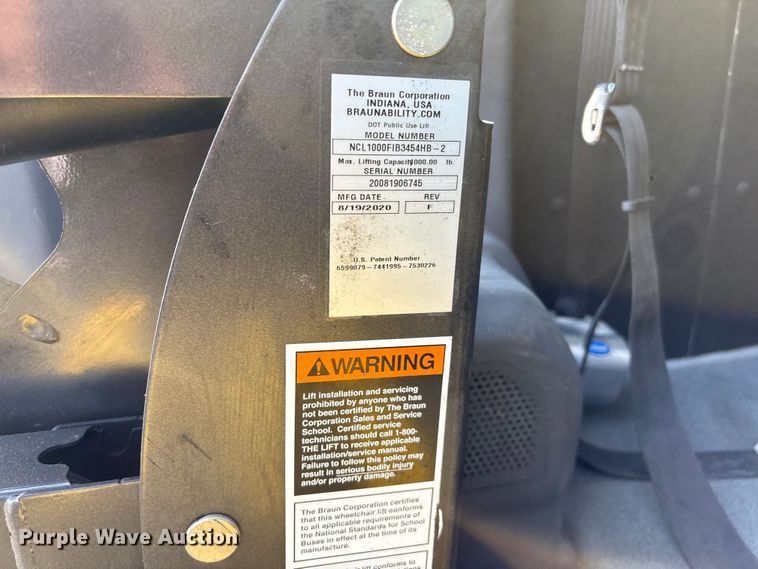 The Braun Corporation
INDIANA, USA
BRAUNABILITY.COM
DOT Public Use Lift
MODEL NUMBER
NCL1000FIB3454HB-2
Max. Lifting Capacity1000.00 lb.
SERIAL NUMBER
20081906745
MFG DATE REV
8/19/2020 F
U.S. Patent Number
6599079-7441995-7530226
WARNING
Lift installation and servicing
prohibited by anyone who has
not been certified by The Braun
Corporation Sales and Service
School. Certified service
technicians should call 1-800-
THE LIFT to receive applicable
installation/service manual.
Failure to follow this policy may
result in serious bodily injury
and/or property damage.
The Braun Corporation certifies
that this wheelchair lift conforms
to all applicable requirements of
the National Standards for School
Buses in effect at the time of its
manufacture.
lift conforms to
Purple Wave Auction